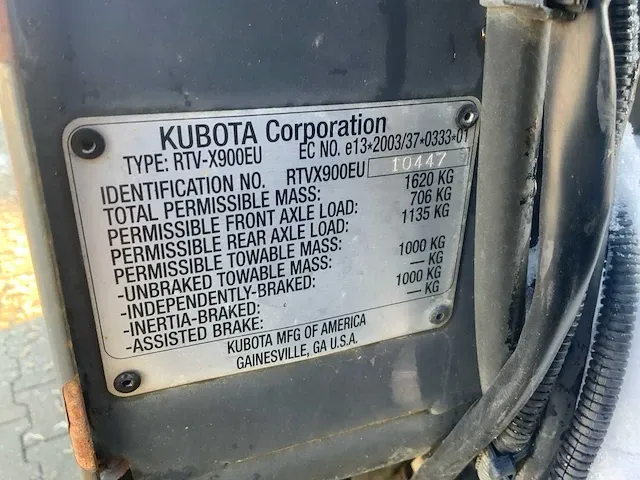 KUBOTA Corporation
TYPE: RTV-X900EU EC NO. e13*2003/37*0333*01
IDENTIFICATION NO. RTVX900EU 10447
TOTAL PERMISSIBLE MASS: 1620 KG
PERMISSIBLE FRONT AXLE LOAD: 706 KG
PERMISSIBLE REAR AXLE LOAD: 1135 KG
PERMISSIBLE TOWABLE MASS:
-UNBRAKED TOWABLE MASS: 1000 KG
-INDEPENDENTLY-BRAKED: — KG
-INERTIA-BRAKED: 1000 KG
-ASSISTED BRAKE: — KG
KUBOTA MFG OF AMERICA
GAINESVILLE, GA U.S.A.